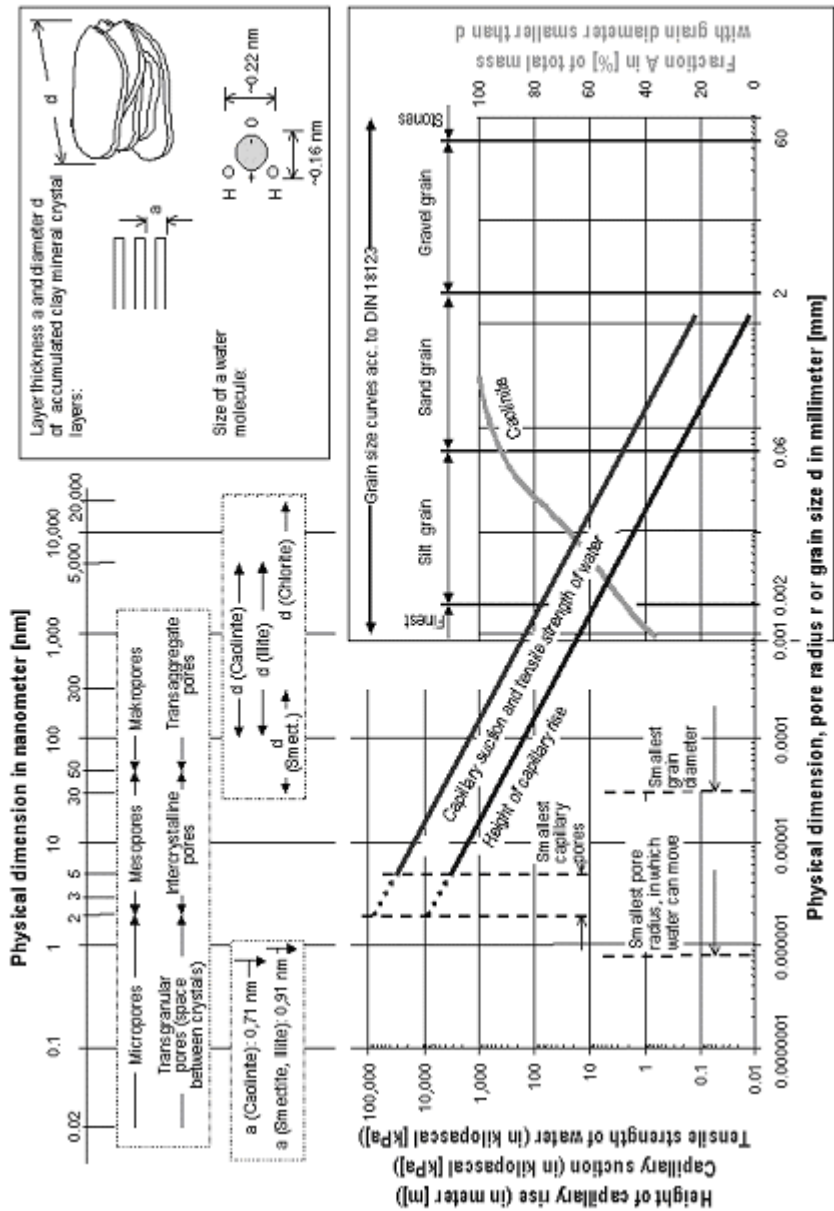 Physical dimension in nanometer [nm]
0.02
0.1
1
2
3
5
10
30
50
100
300
1,000
5,000
10,000
20,000
Micropores
Mesopores
Makropores
Transgranular
pores (space
between crystals)
Intercrystalline
pores
Transaggregate
pores
a (Caolinite): 0,71 nm
a (Smectite, Illite): 0,91 nm
d (Caolinite)
d (Illite)
d
(Smect.)
d (Chlorite)
Layer thickness a and diameter d
of accumulated clay mineral crystal
layers:
a
d
Size of a water
molecule:
H
H
O
O
O
+
-
~0.22 nm
~0.16 nm
Height of capillary rise (in meter [m])
Capillary suction (in kilopascal [kPa])
Tensile strength of water (in kilopascal [kPa])
100,000
10,000
1,000
100
10
1
0.1
0.01
Grain size curves acc. to DIN 18123
Finest
Silt grain
Sand grain
Gravel grain
Stones
Caolinite
Capillary suction and tensile strength of water
Height of capillary rise
Smallest
capillary
pores
Smallest pore
radius, in which
water can move
Smallest
grain
diameter
Fraction A in [%] of total mass
with grain diameter smaller than d
100
80
60
40
20
0
0.0000001
0.000001
0.00001
0.0001
0.001
0.002
0.06
2
60
Physical dimension, pore radius r or grain size d in millimeter [mm]